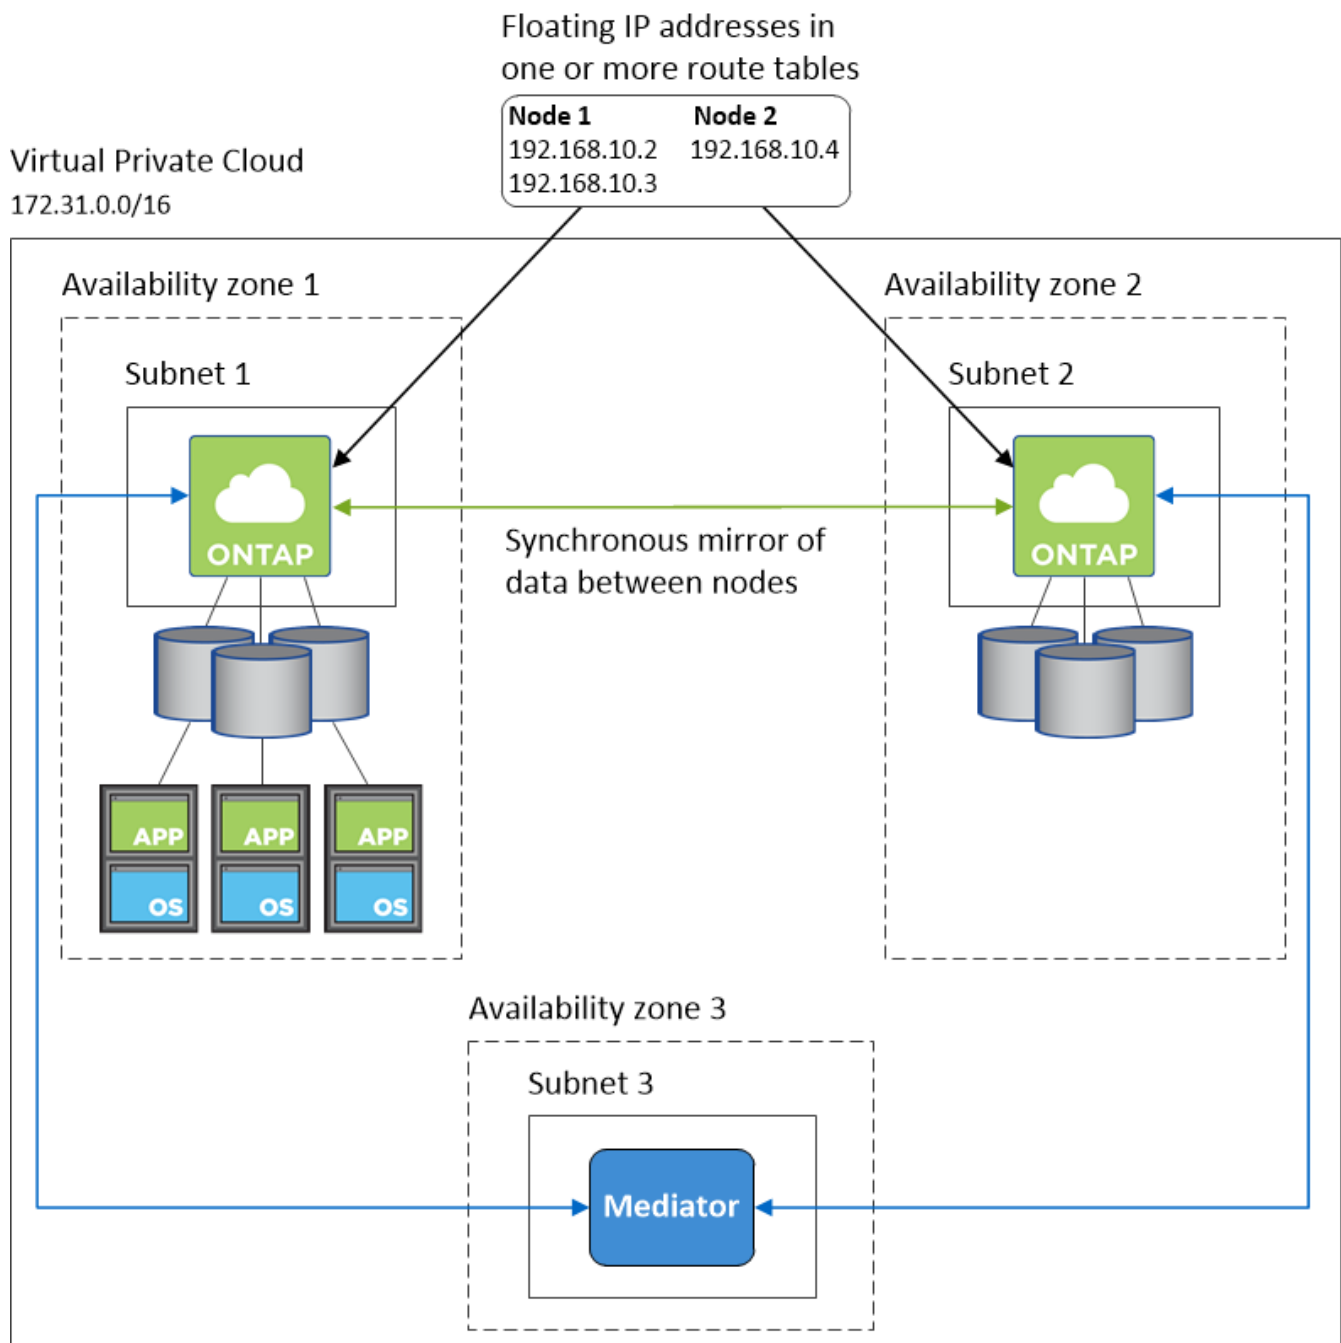 Floating IP addresses in
one or more route tables
Node 1 Node 2
192.168.10.2 192.168.10.4
192.168.10.3
Virtual Private Cloud
172.31.0.0/16
Availability zone 1
Availability zone 2
Subnet 1
Subnet 2
ONTAP
ONTAP
Synchronous mirror of
data between nodes
APP APP APP
OS OS OS
Availability zone 3
Subnet 3
Mediator